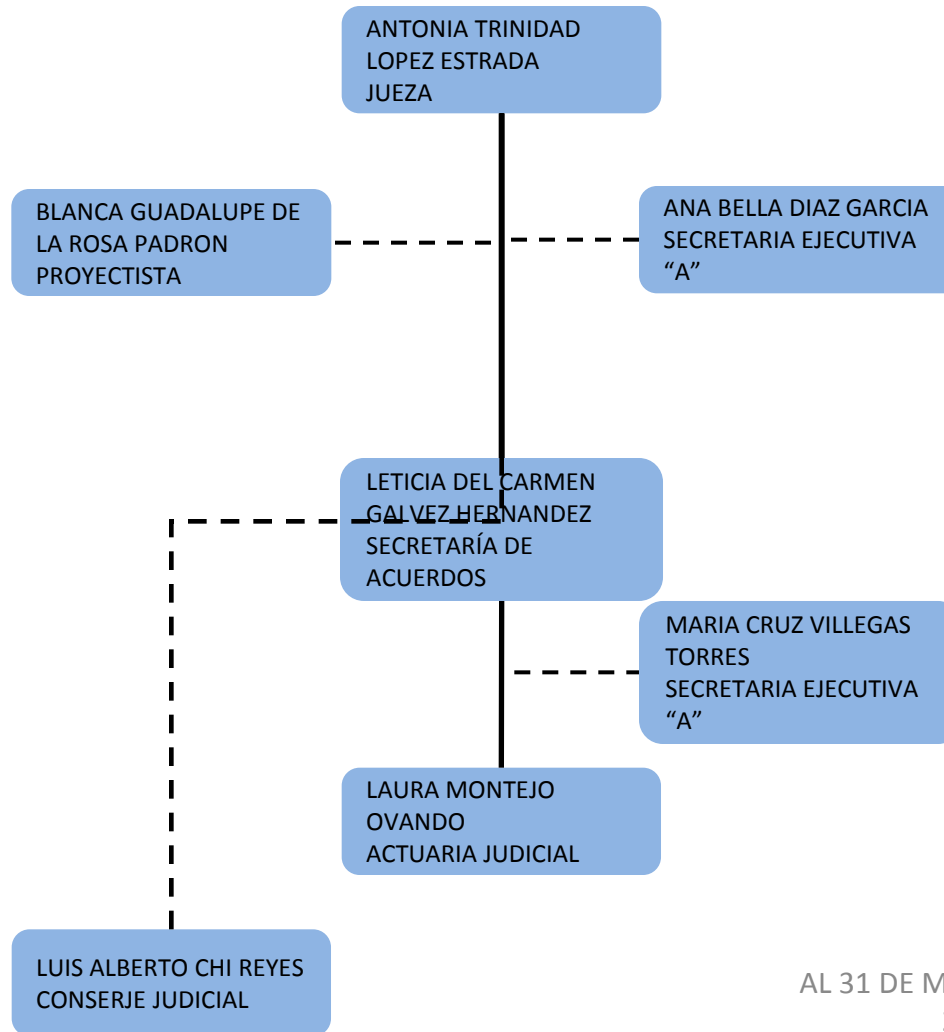 ANTONIA TRINIDAD
LOPEZ ESTRADA
JUEZA
BLANCA GUADALUPE DE
LA ROSA PADRON
PROYECTISTA
ANA BELLA DIAZ GARCIA
SECRETARIA EJECUTIVA
“A”
LETICIA DEL CARMEN
GALVEZ HERNANDEZ
SECRETARÍA DE
ACUERDOS
MARIA CRUZ VILLEGAS
TORRES
SECRETARIA EJECUTIVA
“A”
LAURA MONTEJO
OVANDO
ACTUARIA JUDICIAL
LUIS ALBERTO CHI REYES
CONSERJE JUDICIAL
AL 31 DE M